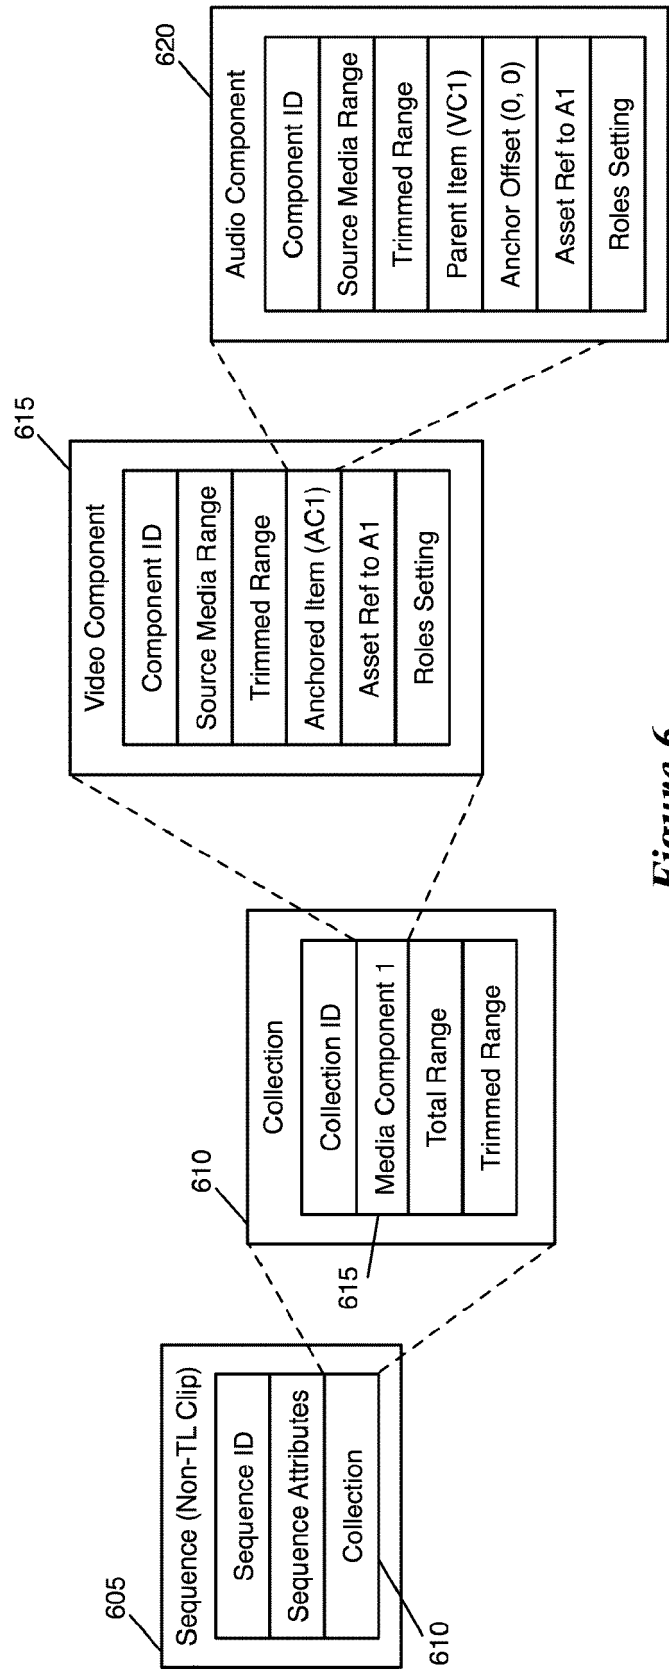 605
Sequence (Non-TL Clip)
Sequence ID
Sequence Attributes
Collection
610
610
Collection
Collection ID
Media Component 1
Total Range
Trimmed Range
615
615
Video Component
Component ID
Source Media Range
Trimmed Range
Anchored Item (AC1)
Asset Ref to A1
Roles Setting
620
Audio Component
Component ID
Source Media Range
Trimmed Range
Parent Item (VC1)
Anchor Offset (0, 0)
Asset Ref to A1
Roles Setting
Figure 6